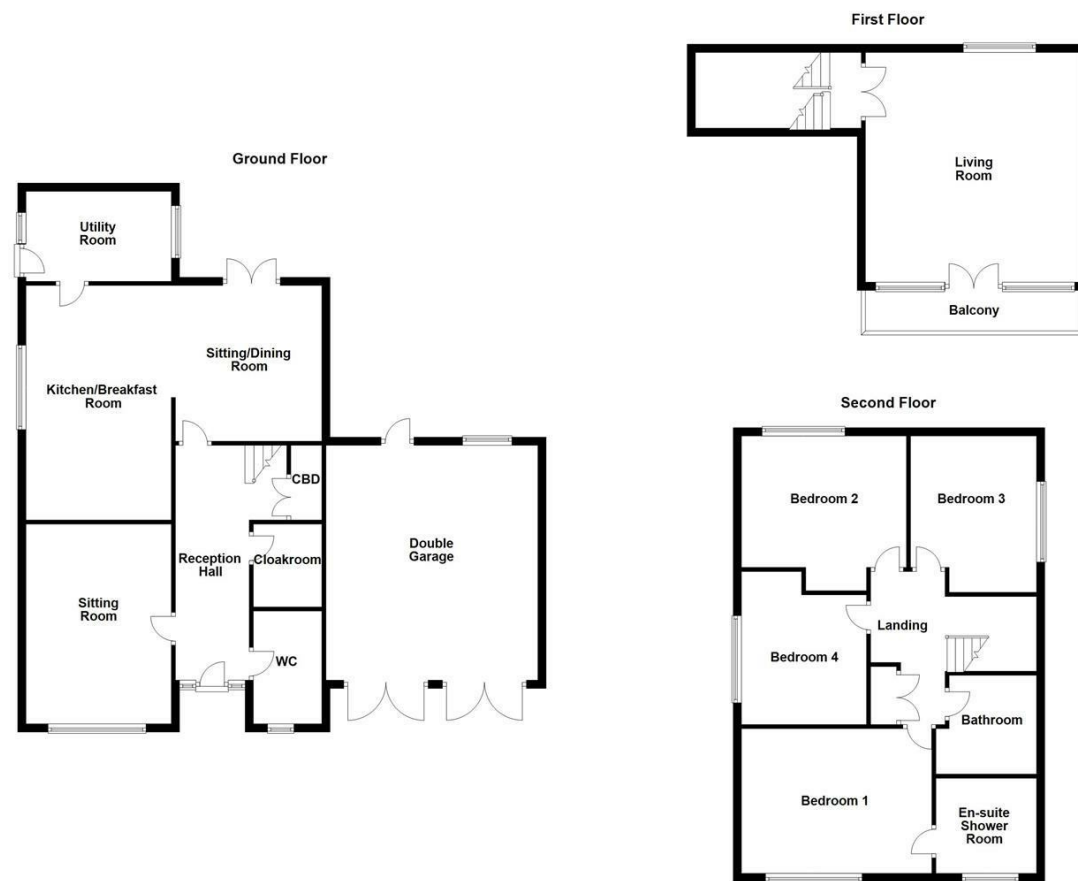 Ground Floor
Utility
Room
Sitting/Dining
Room
Kitchen/Breakfast
Room
CBD
Reception
Hall
Cloakroom
Double
Garage
Sitting
Room
WC
First Floor
Living
Room
Balcony
Second Floor
Bedroom 2
Bedroom 3
Landing
Bedroom 4
Bathroom
Bedroom 1
En-suite
Shower
Room